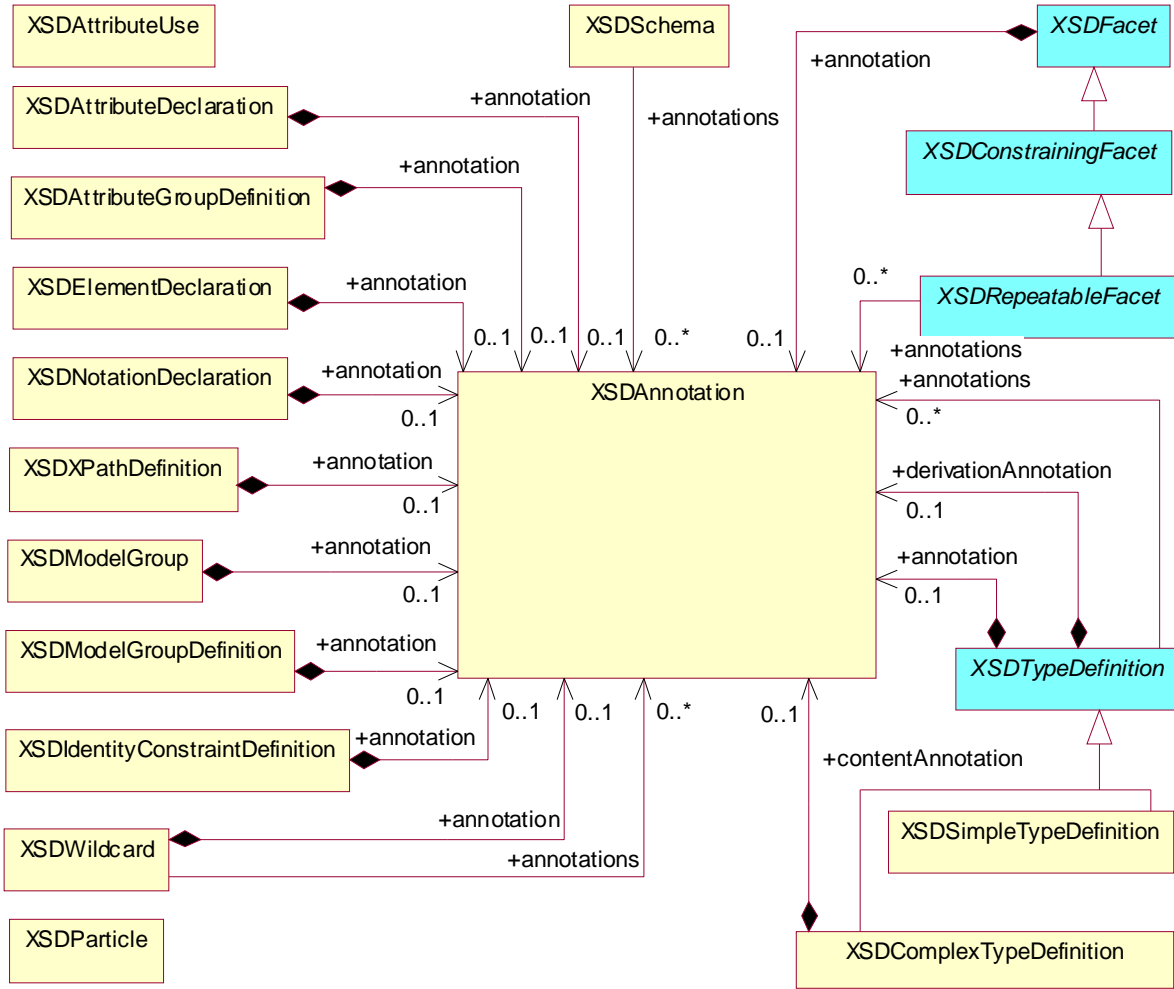 XSDAttributeUse
XSDSchema
XSDFacet
+annotation
XSDAttributeDeclaration
+annotation
+annotations
XSDConstrainingFacet
+annotation
XSDAttributeGroupDefinition
XSDElementDeclaration
+annotation
0..*
XSDRepeatableFacet
0..1
0..1
0..1
0..*
0..1
+annotations
XSDNotationDeclaration
+annotation
0..1
XSDAnnotation
+annotations
0..*
XSDXPathDefinition
+annotation
0..1
+derivationAnnotation
0..1
XSDModelGroup
+annotation
0..1
+annotation
0..1
XSDModelGroupDefinition
+annotation
0..1
XSDTypeDefinition
0..1
0..1
0..*
0..1
XSDIdentityConstraintDefinition
+annotation
+contentAnnotation
XSDWildcard
+annotation
+annotations
XSDSimpleTypeDefinition
XSDParticle
XSDComplexTypeDefinition